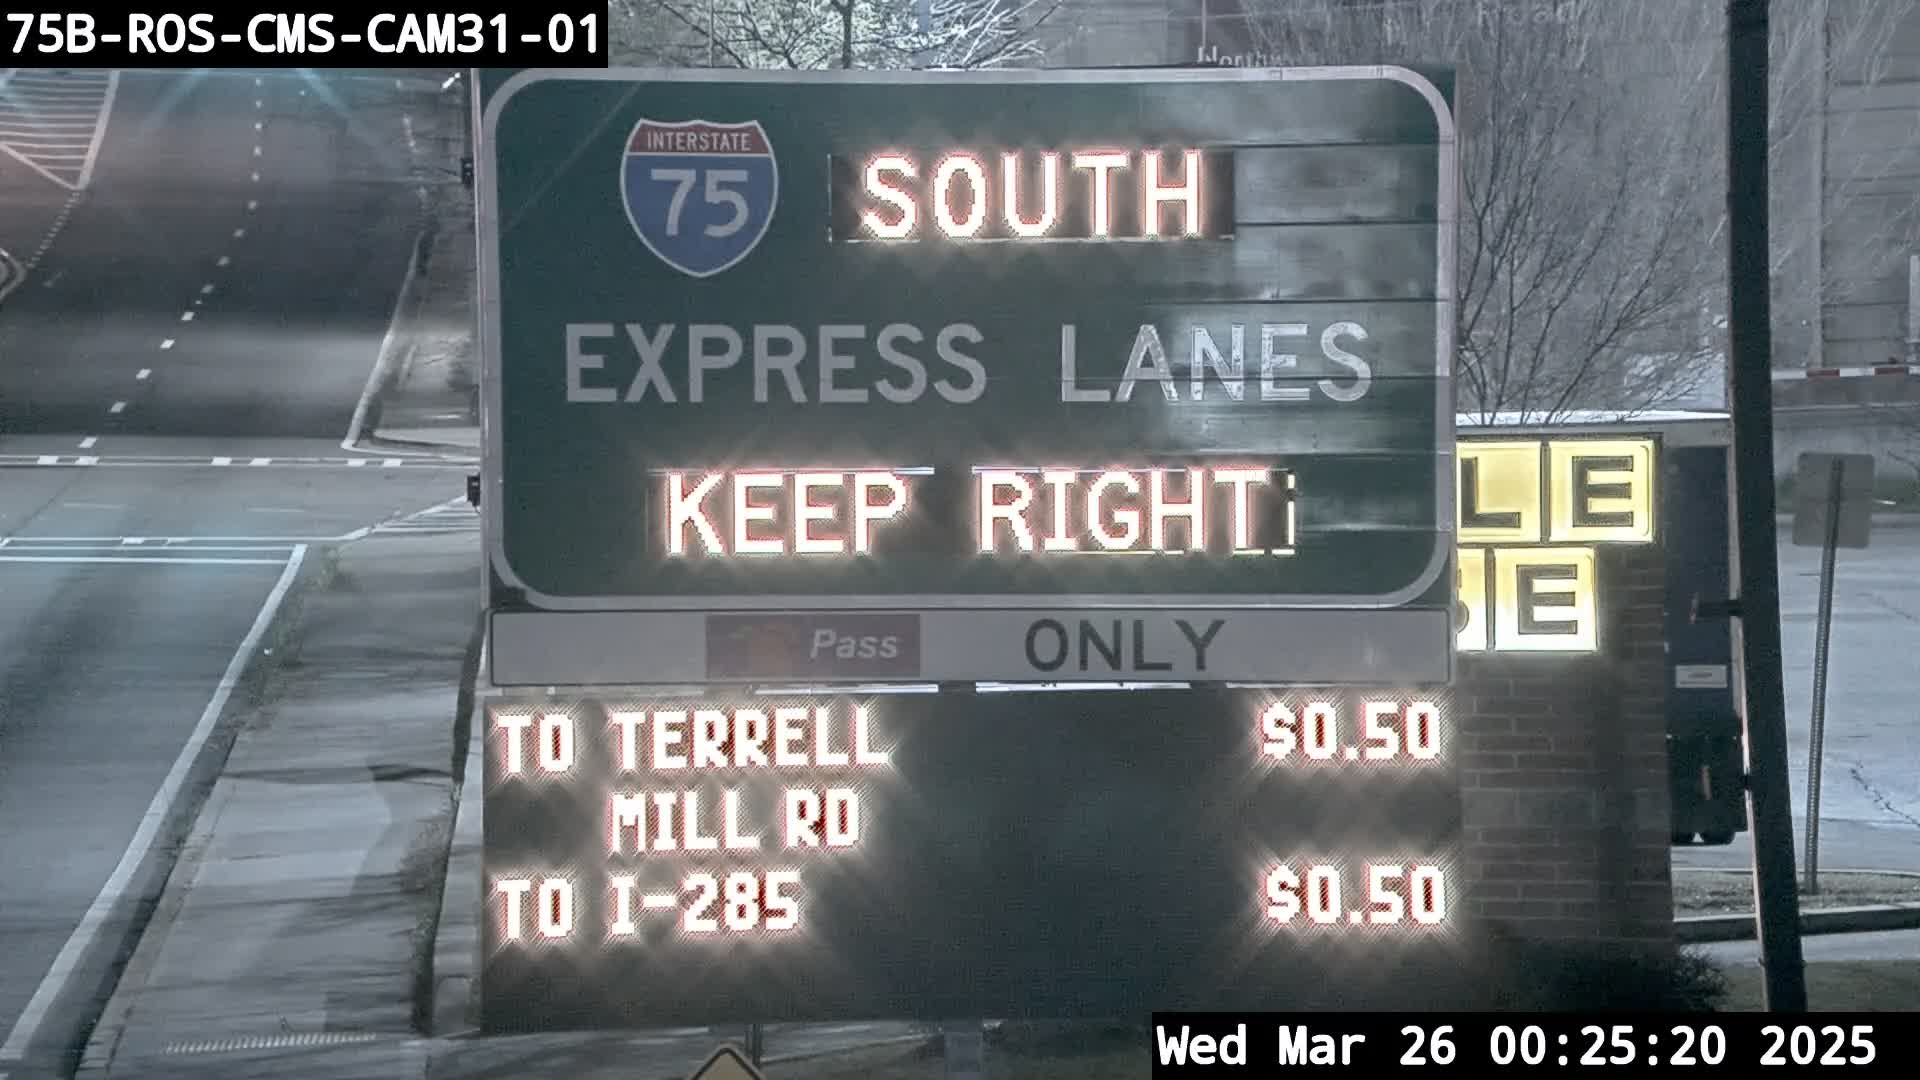 75B-ROS-CMS-CAM31-01
INTERSTATE
75
SOUTH
EXPRESS LANES
KEEP RIGHT
Pass ONLY
LE
E
TO TERRELL $0.50
MILL RD
TO I-285 $0.50
Wed Mar 26 00:25:20 2025